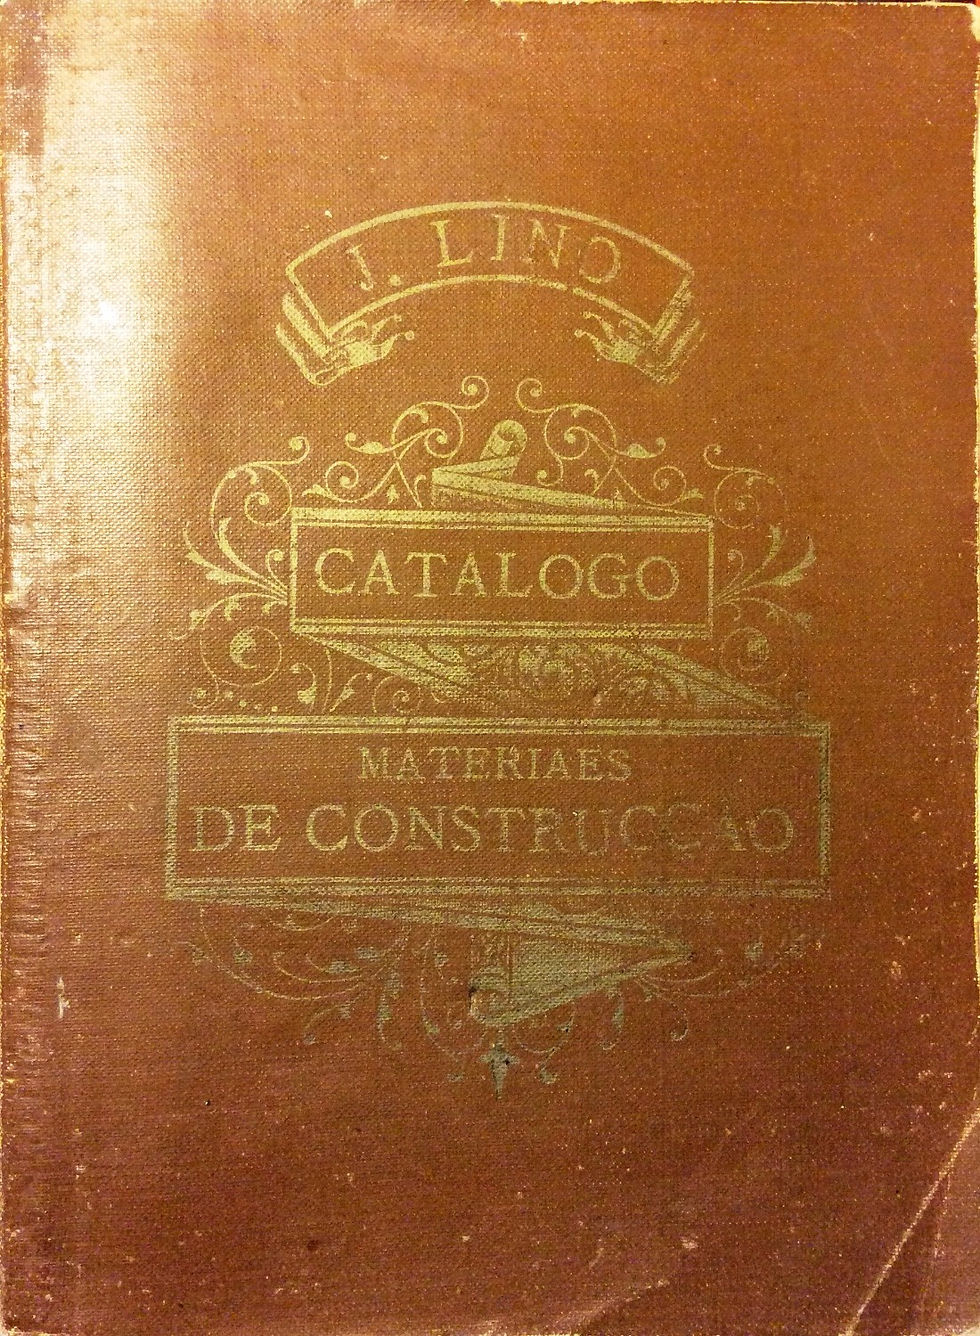 J. LINO
CATALOGO
MATERIAES
DE CONSTRUCÇÃO